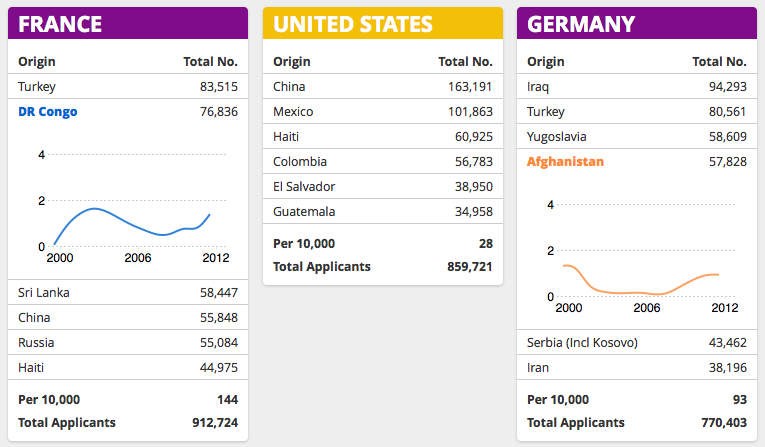 FRANCE
Origin Total No.
Turkey 83,515
DR Congo 76,836
4
2
0
2000 2006 2012
Sri Lanka 58,447
China 55,848
Russia 55,084
Haiti 44,975
Per 10,000 144
Total Applicants 912,724
UNITED STATES
Origin Total No.
China 163,191
Mexico 101,863
Haiti 60,925
Colombia 56,783
El Salvador 38,950
Guatemala 34,958
Per 10,000 28
Total Applicants 859,721
GERMANY
Origin Total No.
Iraq 94,293
Turkey 80,561
Yugoslavia 58,609
Afghanistan 57,828
4
2
0
2000 2006 2012
Serbia (Incl Kosovo) 43,462
Iran 38,196
Per 10,000 93
Total Applicants 770,403